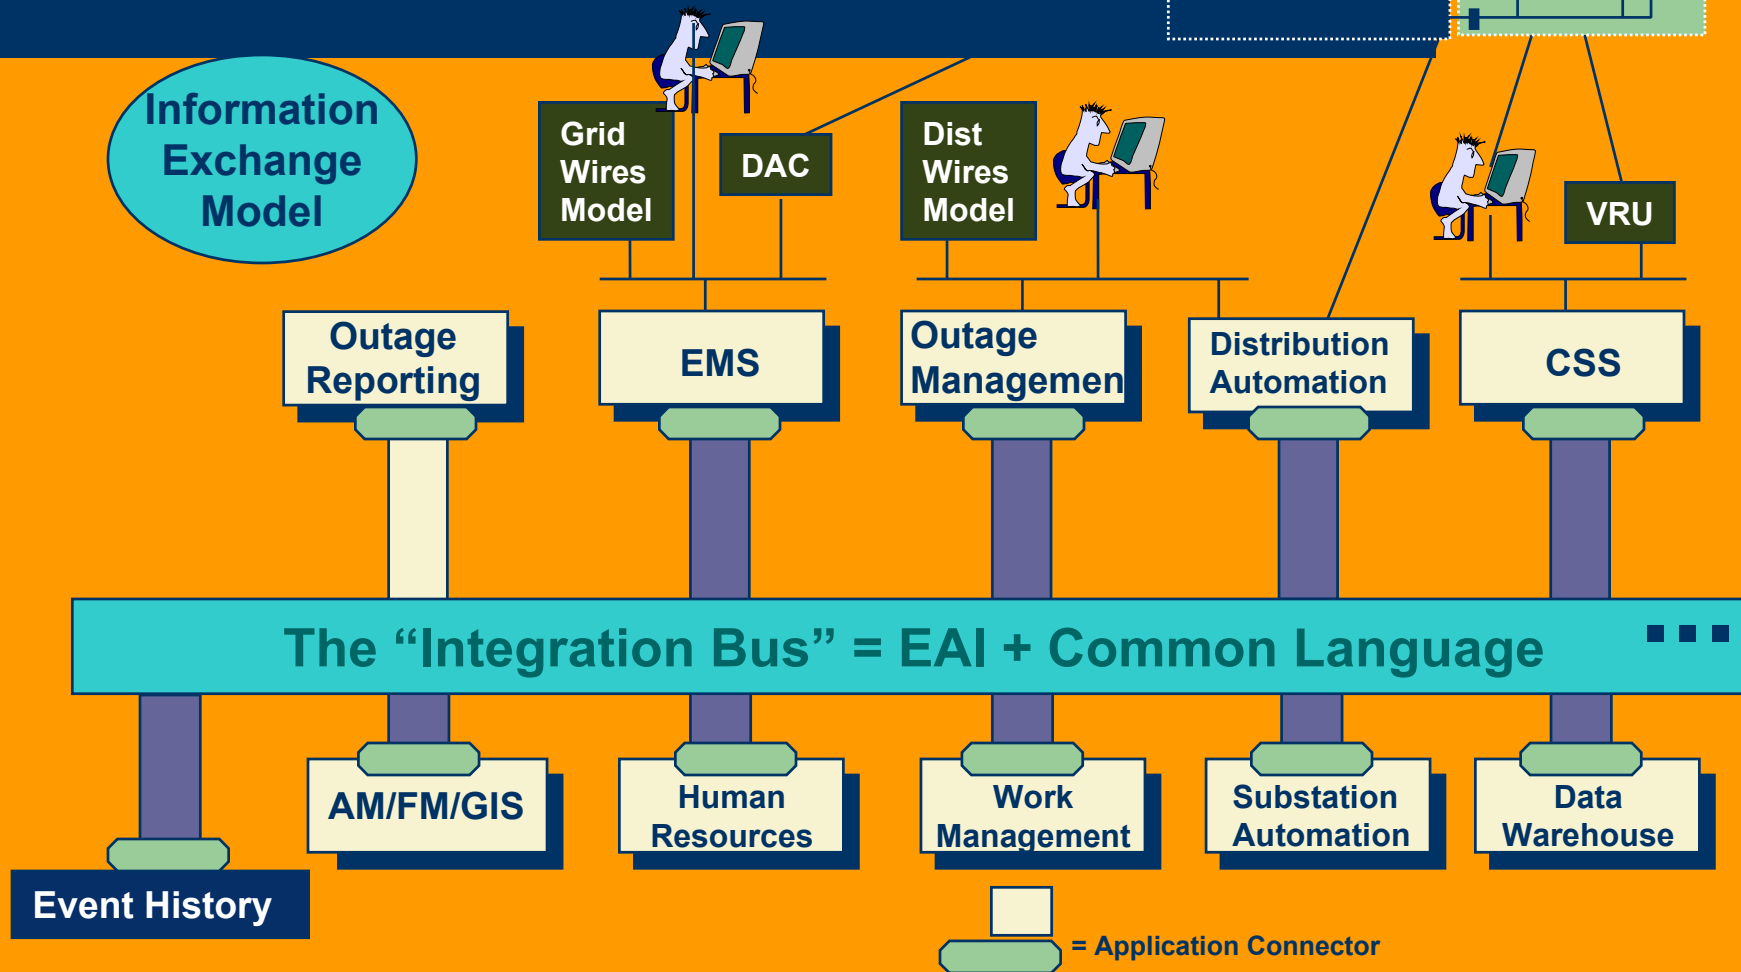 Information
Exchange
Model
Grid
Wires
Model
DAC
Dist
Wires
Model
VRU
Outage
Reporting
EMS
Outage
Managemen
Distribution
Automation
CSS
The “Integration Bus” = EAI + Common Language
AM/FM/GIS
Human
Resources
Work
Management
Substation
Automation
Data
Warehouse
Event History
= Application Connector